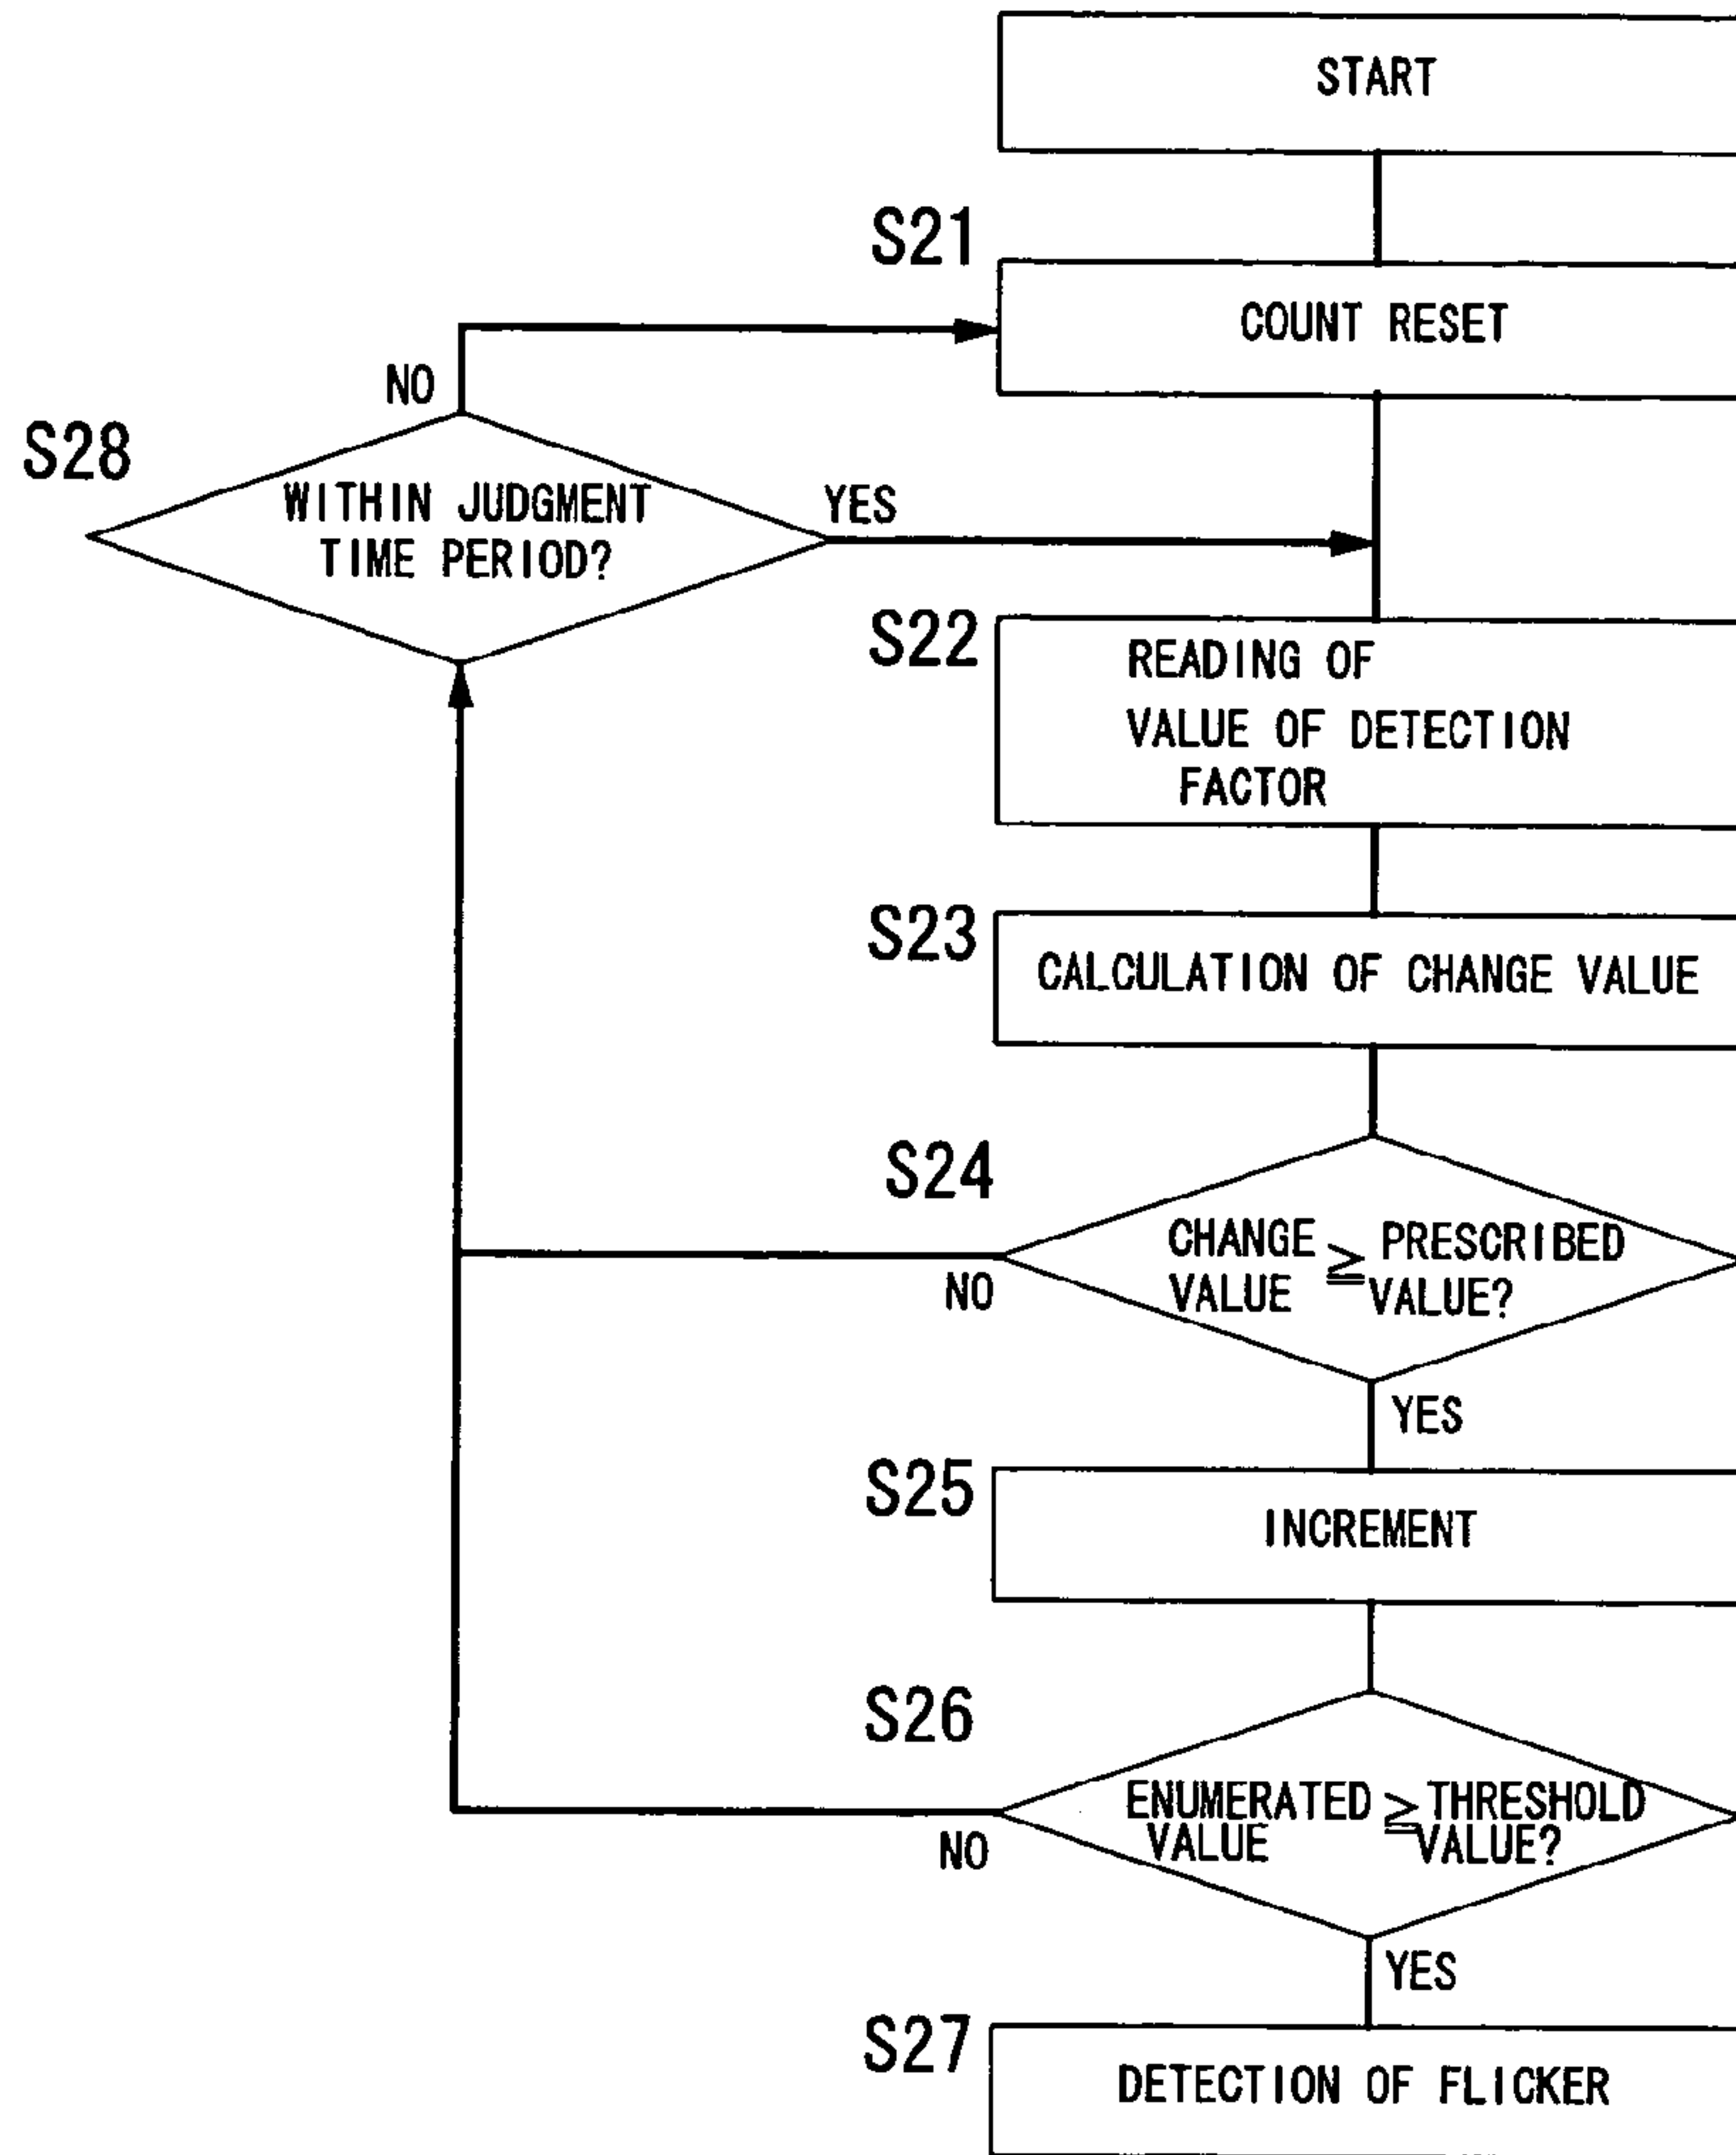 START
S21
COUNT RESET
NO
S28
WITHIN JUDGMENT
TIME PERIOD?
YES
S22
READING OF
VALUE OF DETECTION
FACTOR
S23
CALCULATION OF CHANGE VALUE
S24
CHANGE ≧ PRESCRIBED
VALUE VALUE?
NO
YES
S25
INCREMENT
S26
ENUMERATED ≧ THRESHOLD
VALUE VALUE?
NO
YES
S27
DETECTION OF FLICKER